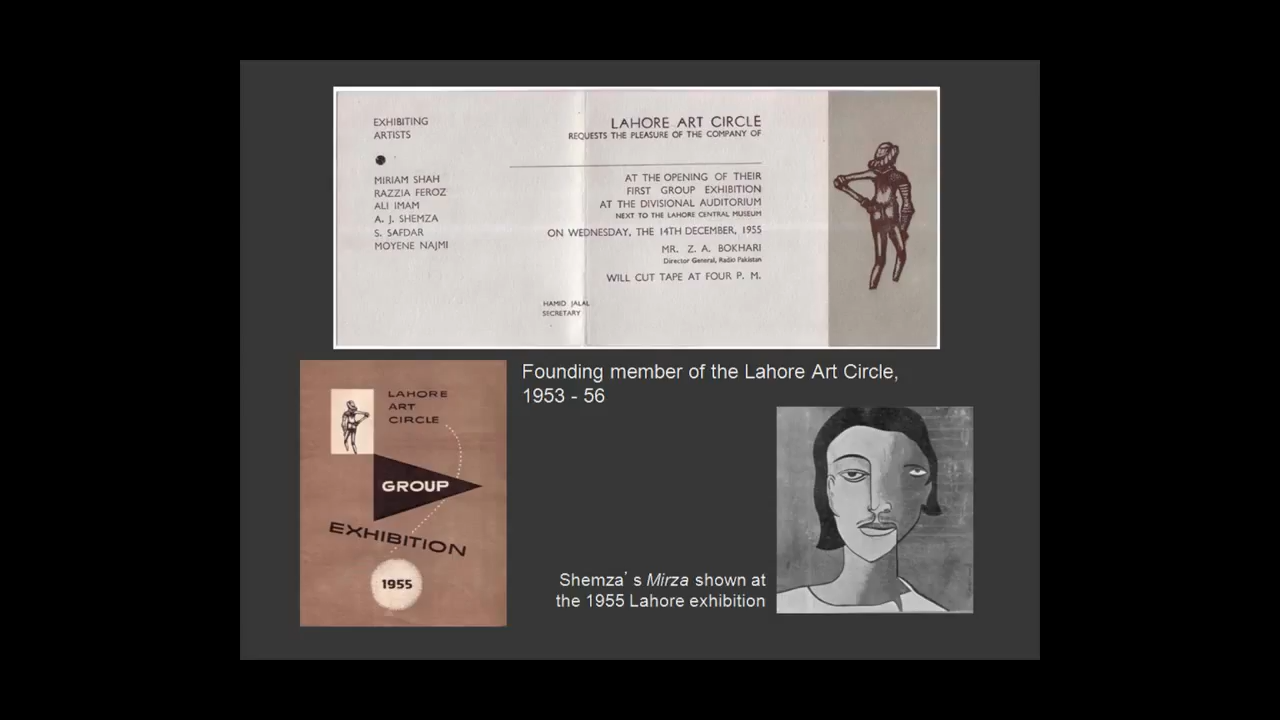 EXHIBITING
ARTISTS
MIRIAM SHAH
RAZZIA FEROZ
ALI IMAM
A. J. SHEMZA
S. SAFDAR
MOYENE NAJMI
LAHORE ART CIRCLE
REQUESTS THE PLEASURE OF THE COMPANY OF
AT THE OPENING OF THEIR
FIRST GROUP EXHIBITION
AT THE DIVISIONAL AUDITORIUM
NEXT TO THE LAHORE CENTRAL MUSEUM
ON WEDNESDAY, THE 14TH DECEMBER, 1955
MR. Z. A. BOKHARI
Director General, Radio Pakistan
WILL CUT TAPE AT FOUR P. M.
HAMID JALAL
SECRETARY
LAHORE
ART
CIRCLE
GROUP
EXHIBITION
1955
Founding member of the Lahore Art Circle,
1953 - 56
Shemza's Mirza shown at
the 1955 Lahore exhibition